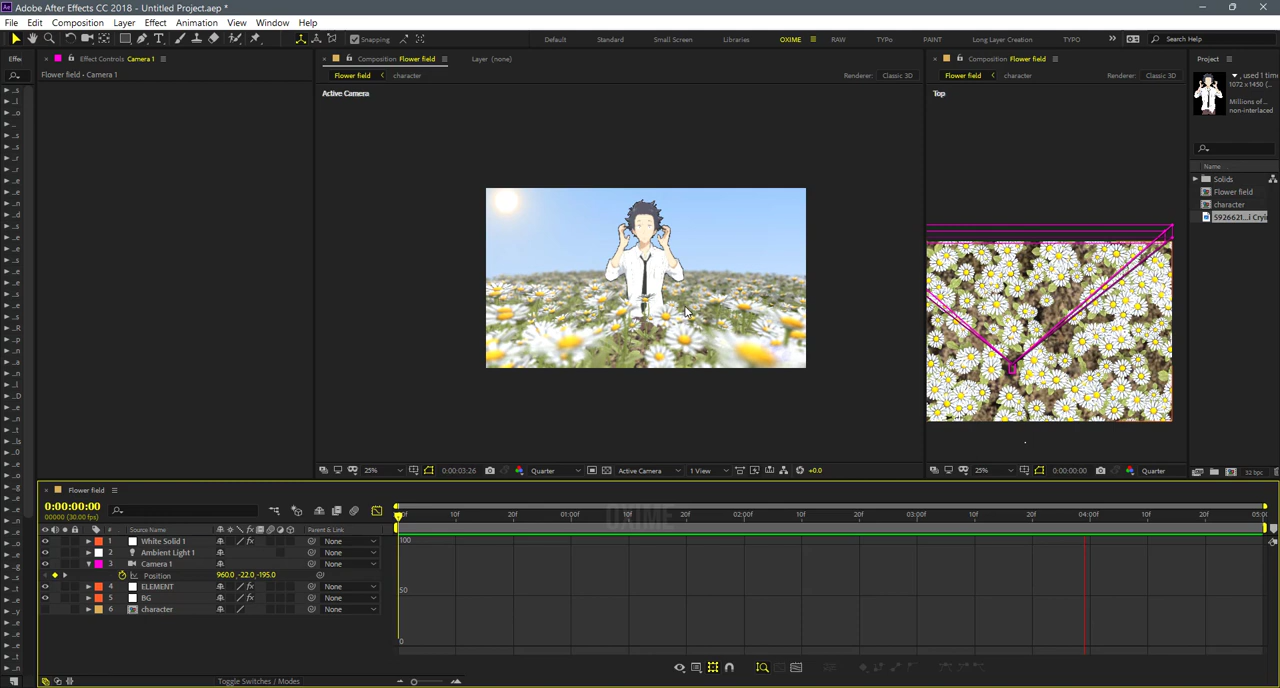 Adobe After Effects CC 2018 - Untitled Project.aep *
File Edit Composition Layer Effect Animation View Window Help
Snapping
Default Standard Small Screen Libraries OXIME RAW TYPo PAINT Long Layer Creation TYPO Search Help
Effe
Effect Controls Camera 1
Composition Flower field
Layer (none)
Composition Flower field
Project
Flower field · Camera 1
Flower field character
Renderer: Classic 3D
Flower field character
Renderer: Classic 3D
, used 1 time
1072 x 1450 (...
Millions of ...
non-interlaced
Active Camera
Top
Name
Solids
Flower field
character
25% 0:00:03:26 Quarter Active Camera 1 View +0.0
25% 0:00:00:00 Quarter
32 bpc
Flower field
0:00:00:00
00000 (30.00 fps)
OXIME
10f 20f 01:00f 10f 20f 02:00f 10f 20f 03:00f 10f 20f 04:00f 10f 20f
# Source Name Parent & Link
1 White Solid 1 None
2 Ambient Light 1 None
3 Camera 1 None
Position 960.0, -22.0, -195.0
4 ELEMENT None
5 BG None
6 character None
100
50
0
Toggle Switches / Modes